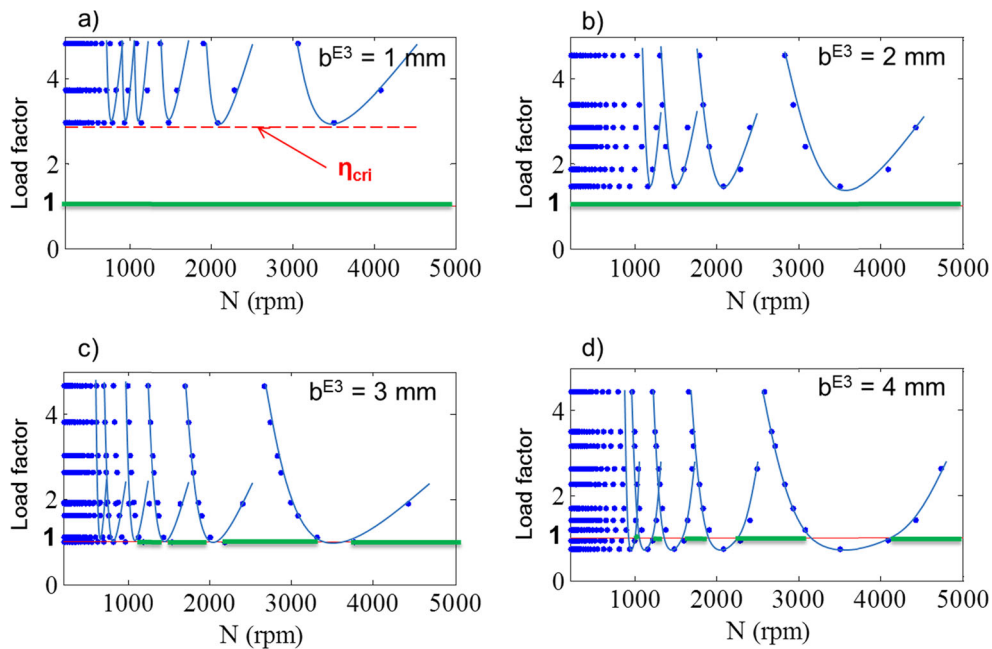 a)
b^E3 = 1 mm
Load factor
4
2
1
0
η_cri
1000 2000 3000 4000 5000
N (rpm)
b)
b^E3 = 2 mm
Load factor
4
2
1
0
1000 2000 3000 4000 5000
N (rpm)
c)
b^E3 = 3 mm
Load factor
4
2
1
0
1000 2000 3000 4000 5000
N (rpm)
d)
b^E3 = 4 mm
Load factor
4
2
1
0
1000 2000 3000 4000 5000
N (rpm)